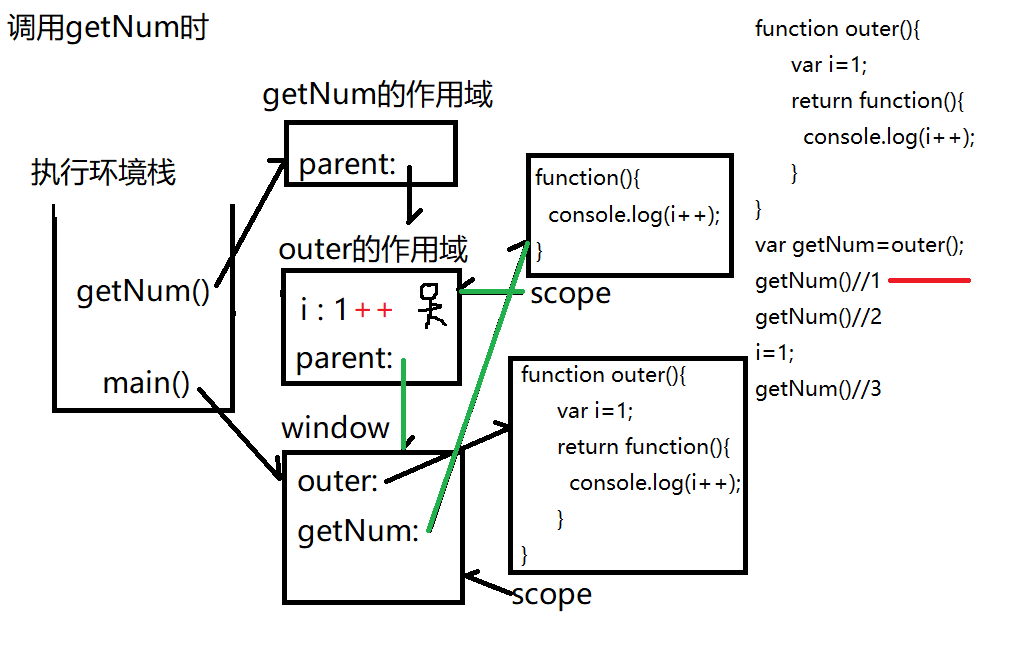 调用getNum时
getNum的作用域
parent:
执行环境栈
getNum()
main()
outer的作用域
i : 1++
parent:
window
outer:
getNum:
function(){
console.log(i++);
}
scope
function outer(){
var i=1;
return function(){
console.log(i++);
}
}
scope
function outer(){
var i=1;
return function(){
console.log(i++);
}
}
var getNum=outer();
getNum()//1
getNum()//2
i=1;
getNum()//3